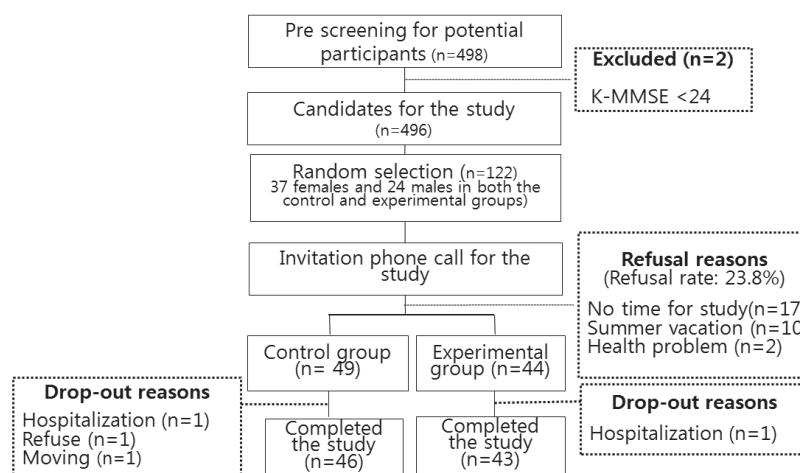 Pre screening for potential
participants (n=498)
Excluded (n=2)
K-MMSE <24
Candidates for the study
(n=496)
Random selection (n=122)
37 females and 24 males in both the
control and experimental groups)
Invitation phone call for the
study
Refusal reasons
(Refusal rate: 23.8%)
No time for study(n=17
Summer vacation (n=10
Health problem (n=2)
Control group
(n= 49)
Experimental
group (n=44)
Drop-out reasons
Hospitalization (n=1)
Refuse (n=1)
Moving (n=1)
Drop-out reasons
Hospitalization (n=1)
Completed
the study
(n=46)
Completed
the study
(n=43)